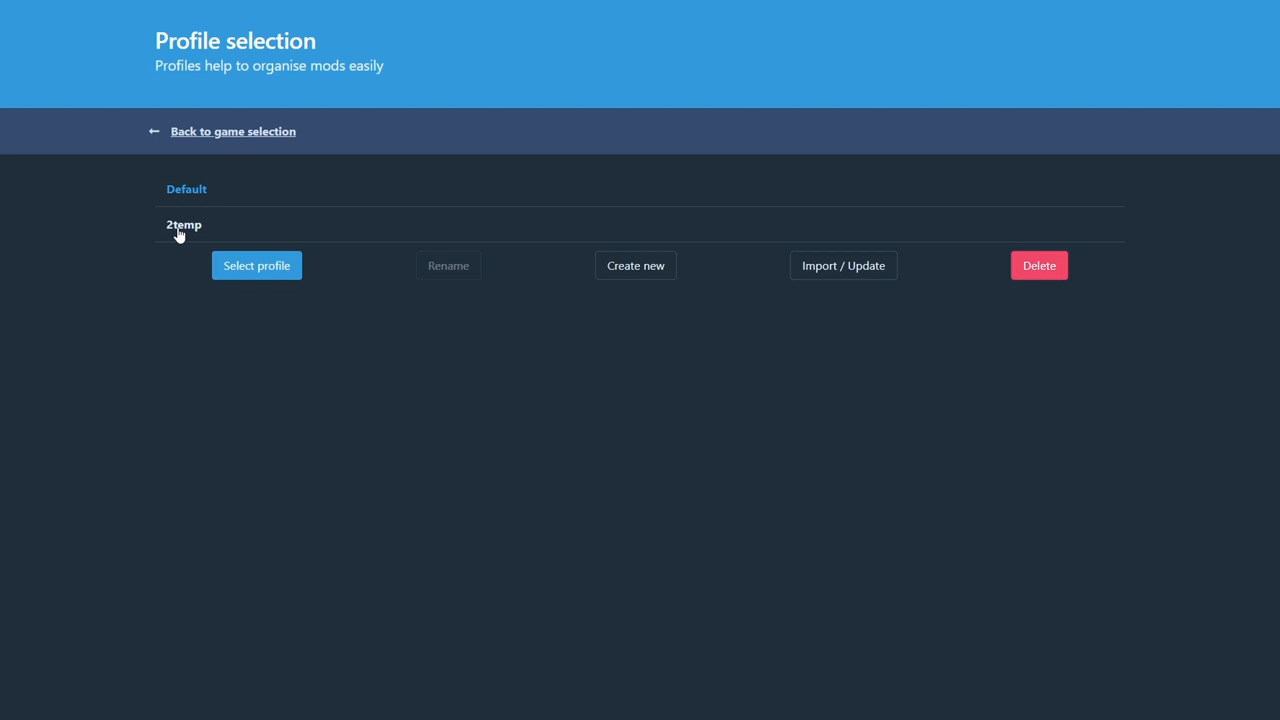 Profile selection
Profiles help to organise mods easily
← Back to game selection
Default
2temp
Select profile
Rename
Create new
Import / Update
Delete